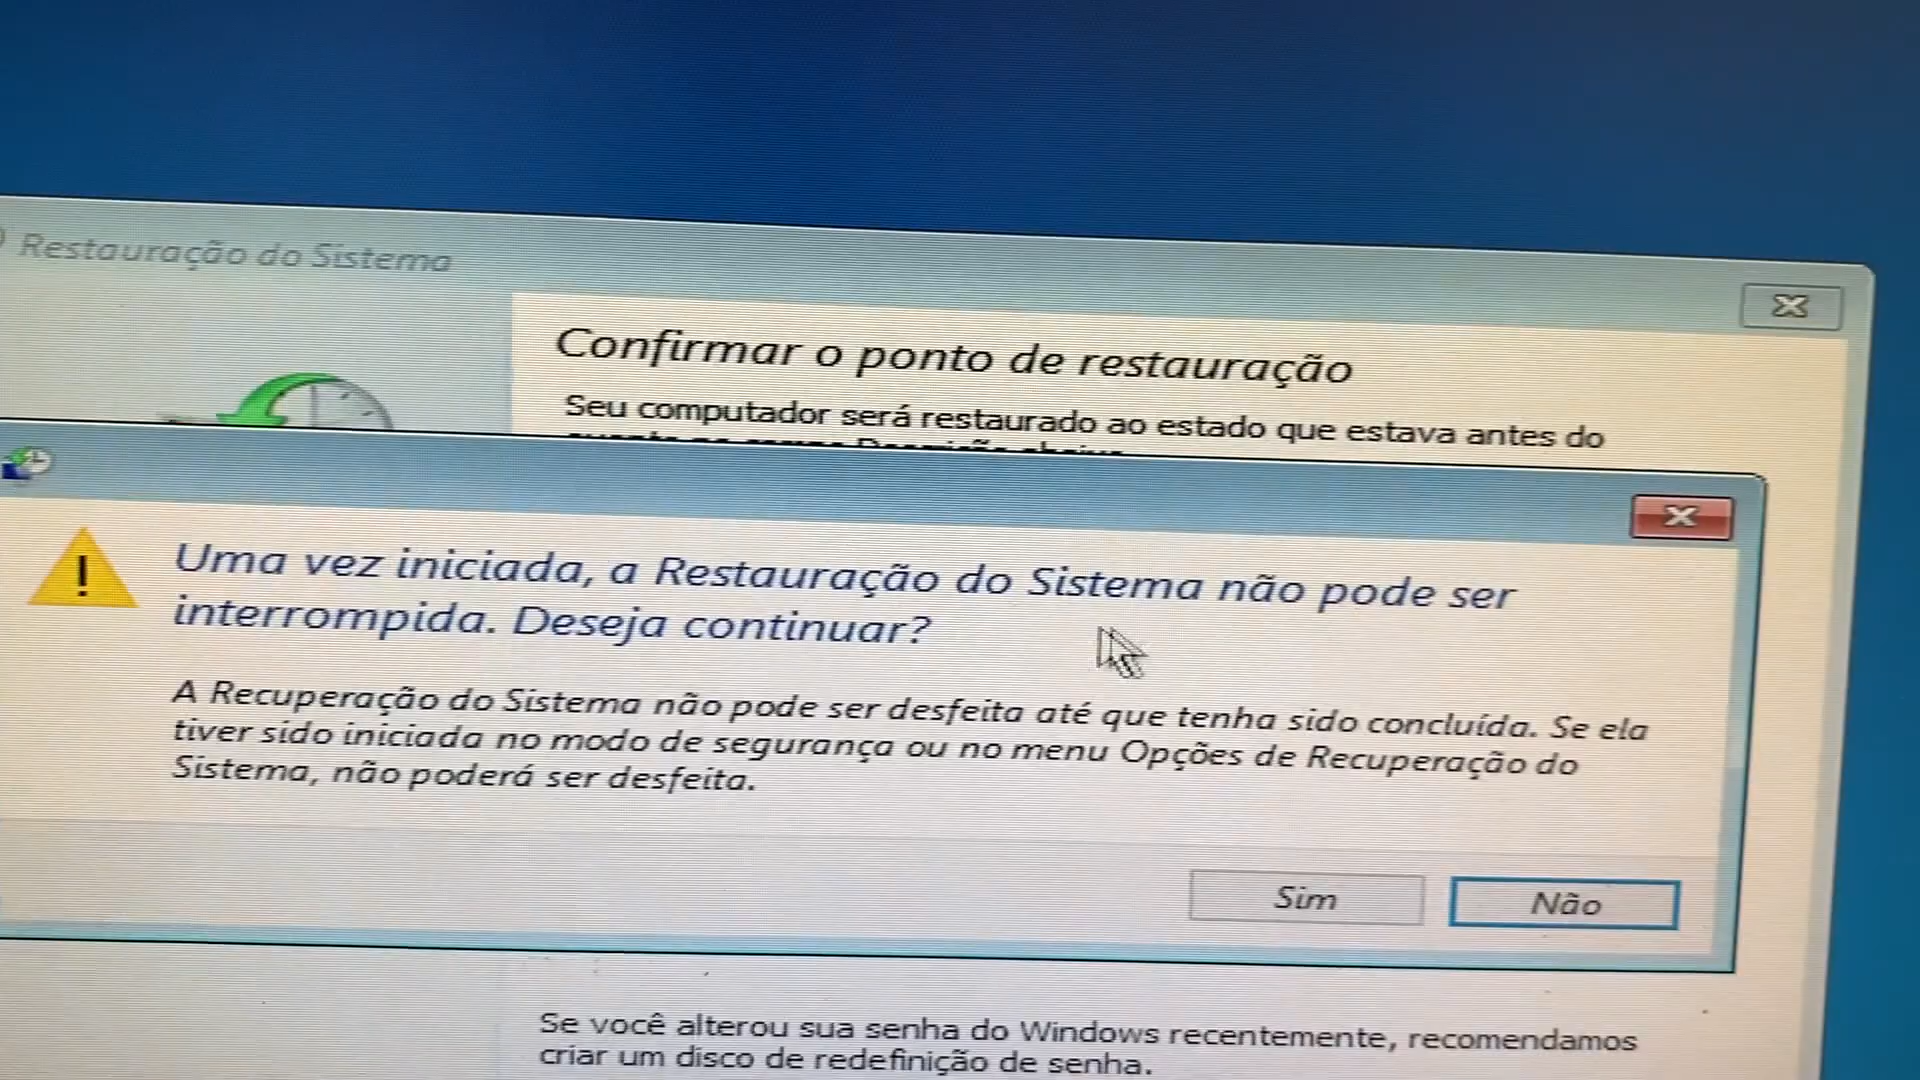 Restauração do Sistema
Confirmar o ponto de restauração
Seu computador será restaurado ao estado que estava antes do
Uma vez iniciada, a Restauração do Sistema não pode ser
interrompida. Deseja continuar?
A Recuperação do Sistema não pode ser desfeita até que tenha sido concluída. Se ela
tiver sido iniciada no modo de segurança ou no menu Opções de Recuperação do
Sistema, não poderá ser desfeita.
Sim
Não
Se você alterou sua senha do Windows recentemente, recomendamos
criar um disco de redefinição de senha.